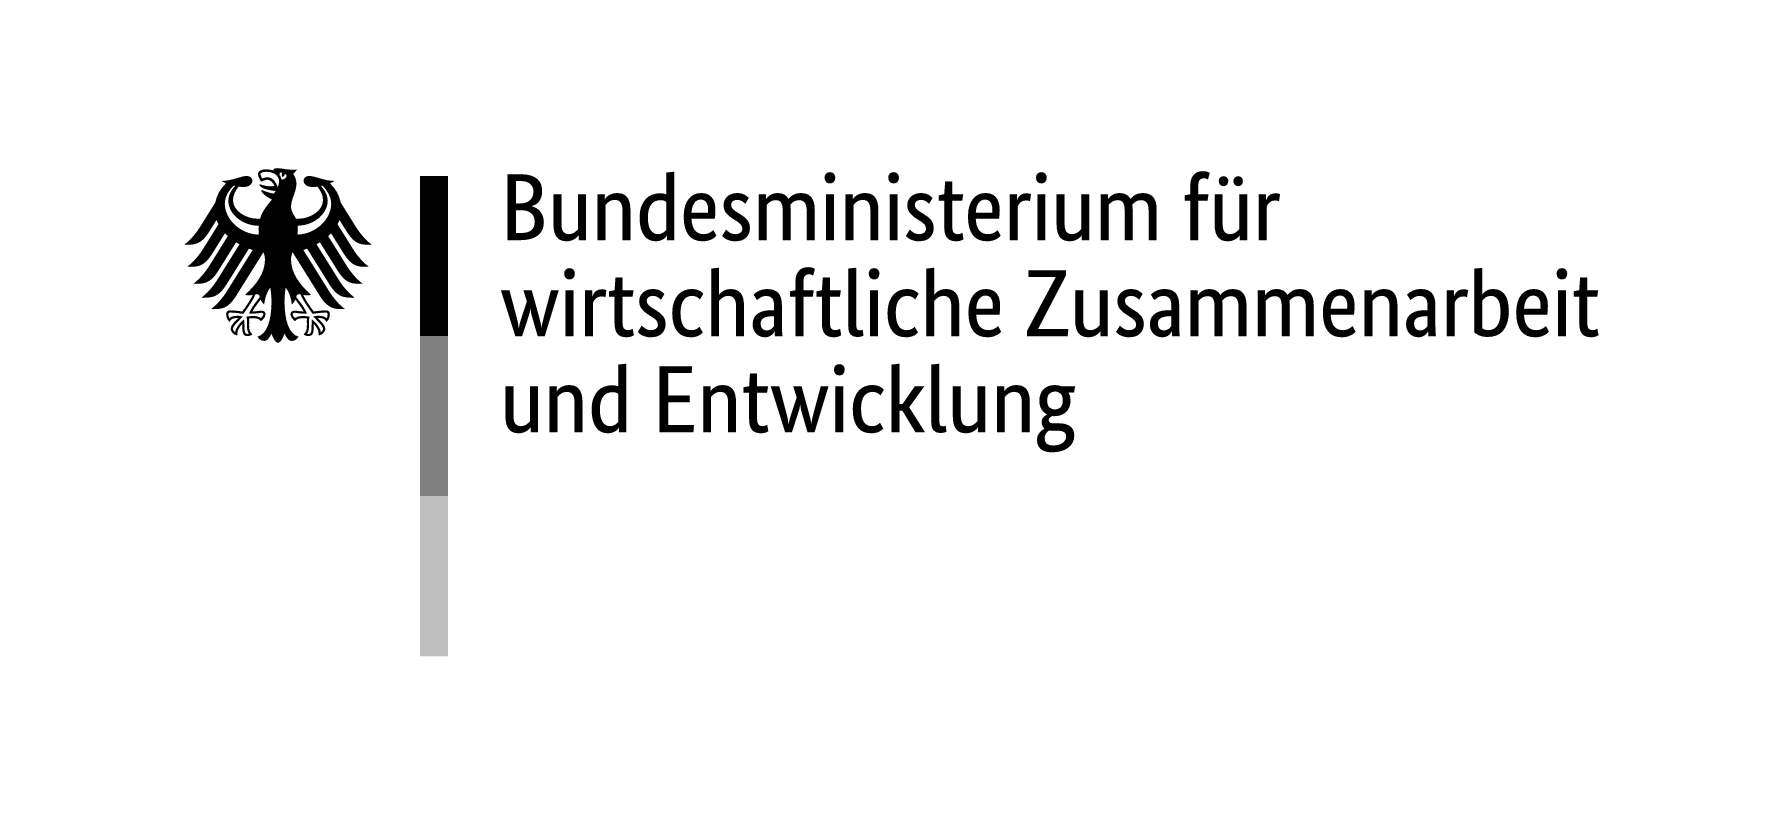 Bundesministerium für
wirtschaftliche Zusammenarbeit
und Entwicklung